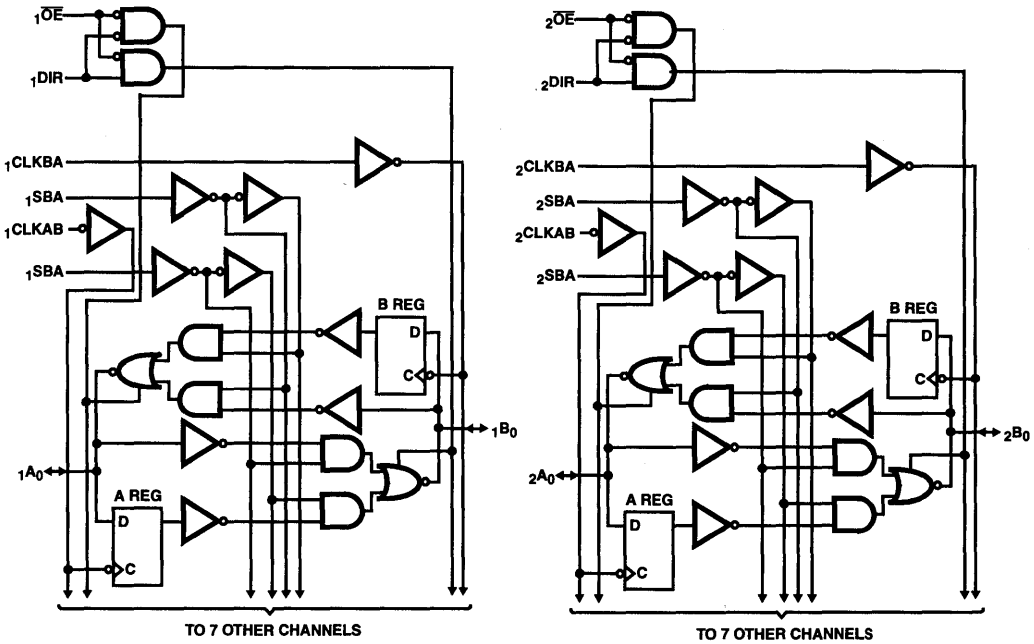 1OE
1DIR
1CLKBA
1SBA
1CLKAB
1SBA
B REG
D
C
1B0
1A0
A REG
D
C
TO 7 OTHER CHANNELS
2OE
2DIR
2CLKBA
2SBA
2CLKAB
2SBA
B REG
D
C
2B0
2A0
A REG
D
C
TO 7 OTHER CHANNELS